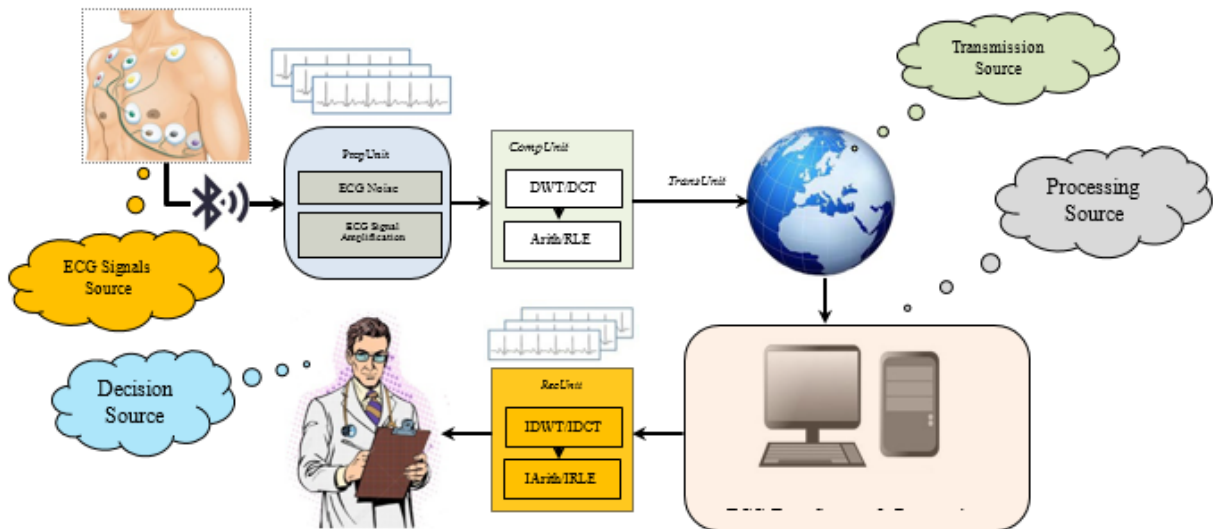 Transmission
Source
PrepUnit
ECG Noise
ECG Signal
Amplification
CompUnit
DWT/DCT
Arith/RLE
TransUnit
Processing
Source
ECG Signals
Source
Decision
Source
RecUnit
IDWT/IDCT
IArith/IRLE